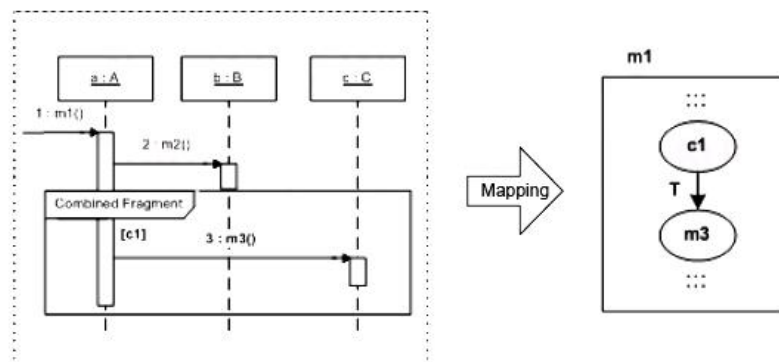 a : A
b : B
c : C
1 : m1()
2 : m2()
Combined Fragment
[c1]
3 : m3()
Mapping
m1
:::
c1
T
m3
:::